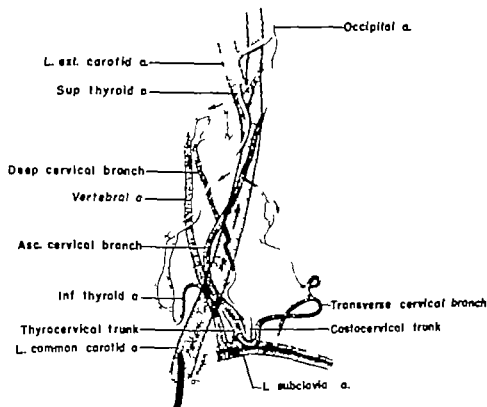 Occipital a.
L. ext. carotid a.
Sup thyroid a
Deep cervical branch
Vertebral a
Asc. cervical branch
Inf thyroid a
Transverse cervical branch
Thyrocervical trunk
Costocervical trunk
L. common carotid a
L subclavia a.